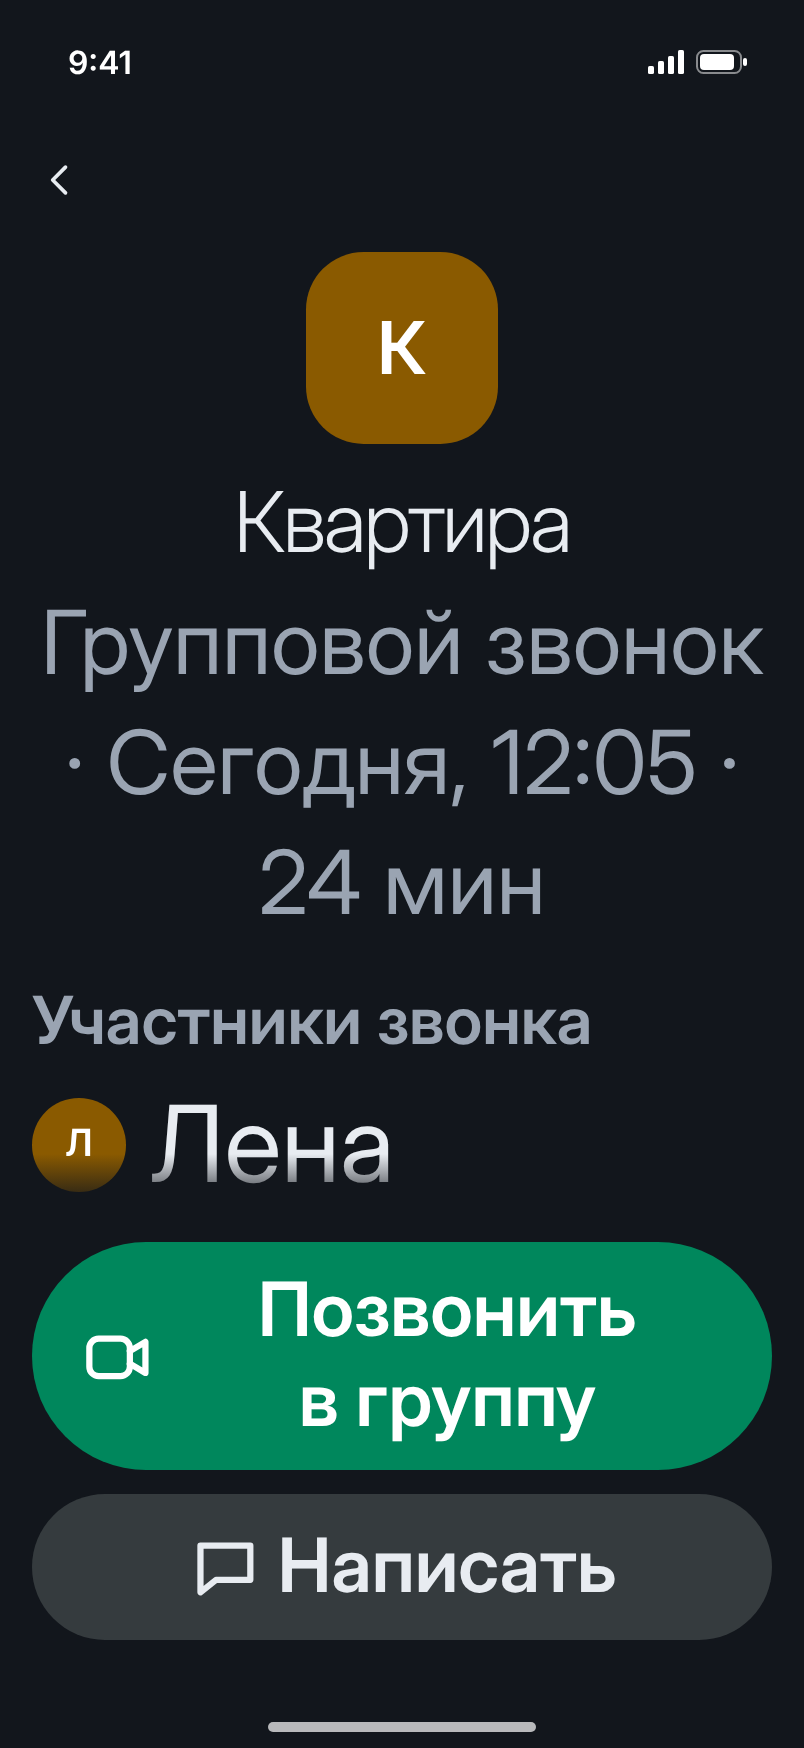 9:41
К
Квартира
Групповой звонок
· Сегодня, 12:05 ·
24 мин
Участники звонка
Л
Лена
Позвонить
в группу
Написать